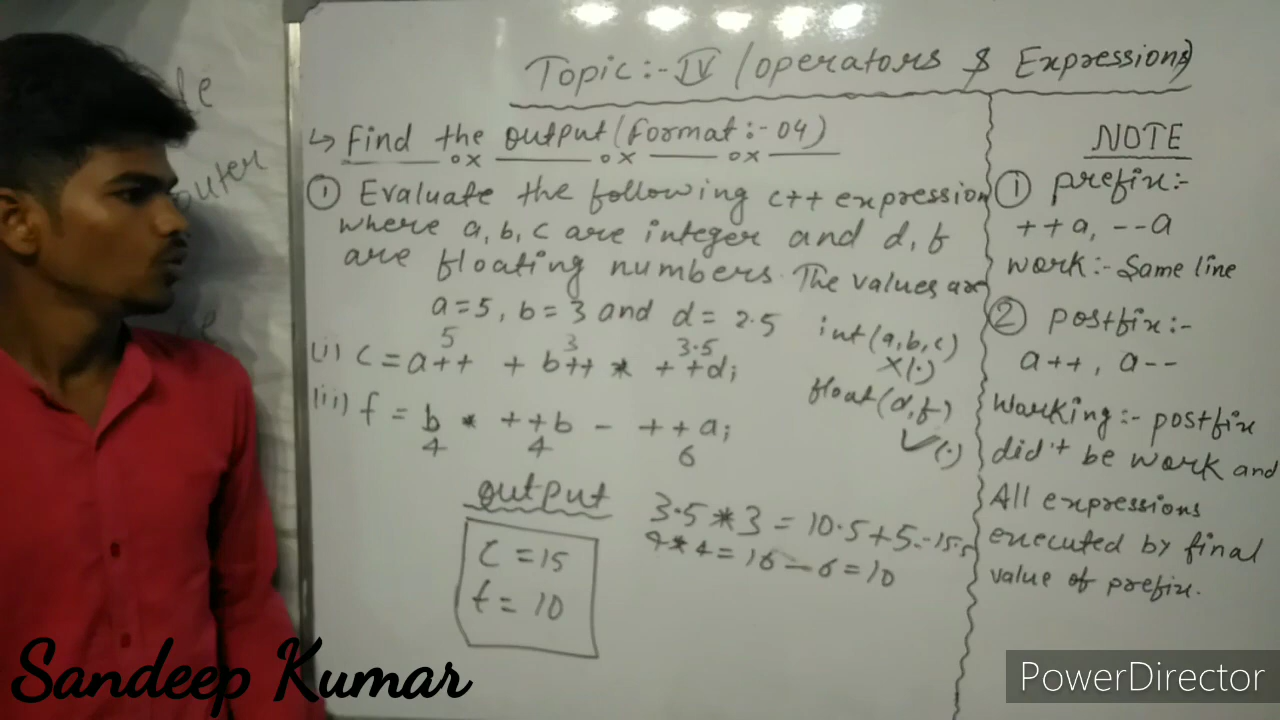 Topic:- IV (operators & Expressions)
↳ Find the output (Format:- 04)
① Evaluate the following c++ expression
where a, b, c are integer and d, f
are floating numbers. The values are
a=5, b=3 and d= 2.5
5 3 3.5
(i) c = a++ + b++ * ++d;
(ii) f = b * ++b - ++a;
4 4 6
int(a,b,c)
×(.)
float(d,f)
✓(.)
output
C = 15
f = 10
3.5 * 3 = 10.5 + 5 = 15.5
4 * 4 = 16 - 6 = 10
NOTE
① prefix:-
++a, --a
work:- Same line
② postfix:-
a++, a--
Working:- postfix
did't be work and
All expressions
executed by final
value of prefix.
de
outer
Sandeep Kumar
PowerDirector